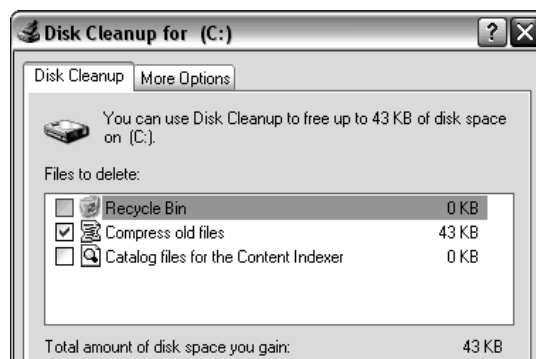 Disk Cleanup for (C:)
Disk Cleanup
More Options
You can use Disk Cleanup to free up to 43 KB of disk space
on (C:).
Files to delete:
Recycle Bin 0 KB
Compress old files 43 KB
Catalog files for the Content Indexer 0 KB
Total amount of disk space you gain: 43 KB